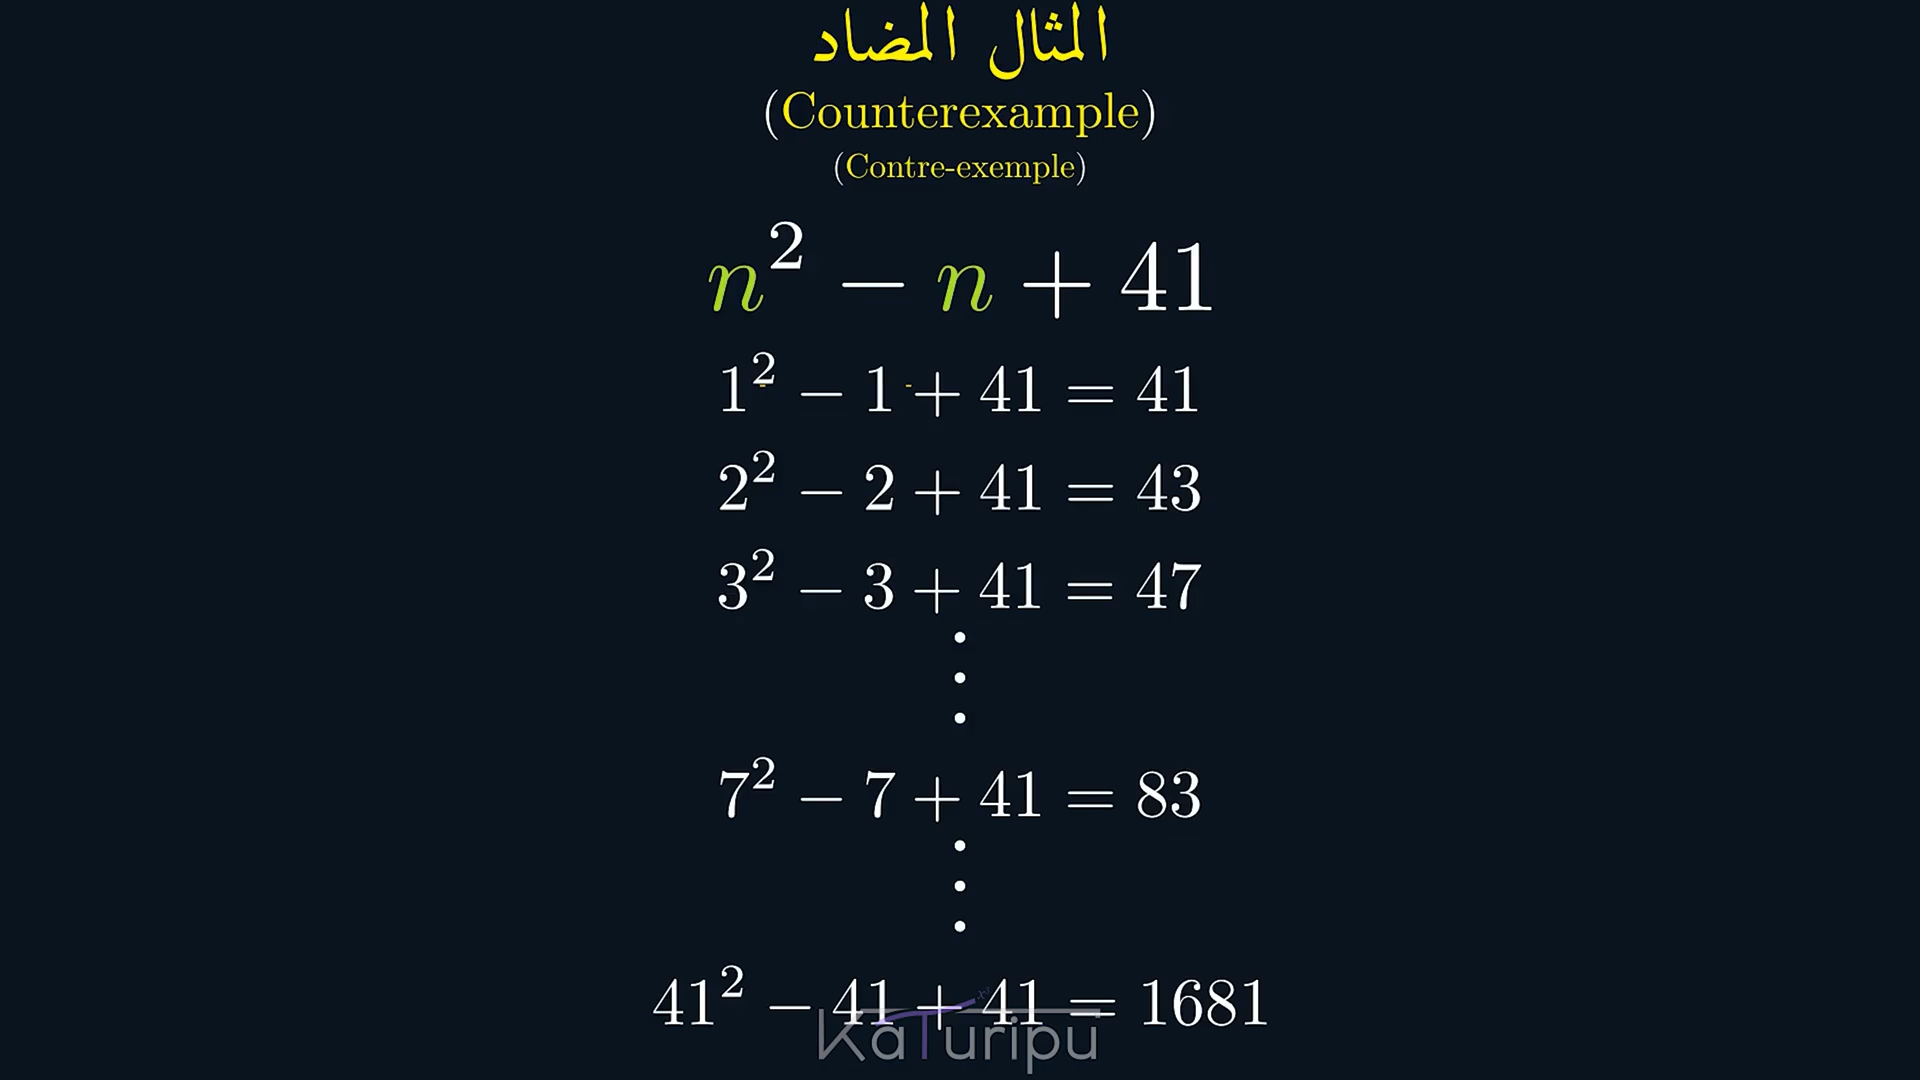 المثال المضاد
(Counterexample)
(Contre-exemple)
n² − n + 41
1² − 1 + 41 = 41
2² − 2 + 41 = 43
3² − 3 + 41 = 47
7² − 7 + 41 = 83
41² − 41 + 41 = 1681
KaTuripu